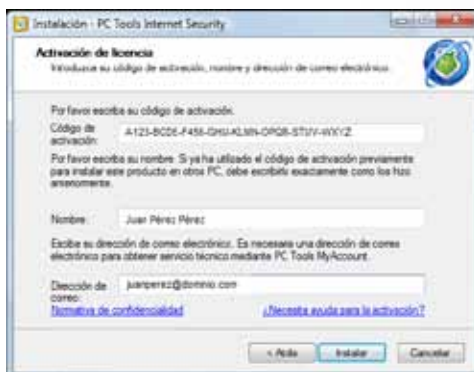 Instalación - PC Tools Internet Security
Activación de licencia
Introduzca su código de activación, nombre y dirección de correo electrónico.
Por favor escriba su código de activación.
Código de
activación:
A123-BCDE-F456-GHIJ-KLMN-OPQR-STUV-WXYZ
Por favor escriba su nombre. Si ya ha utilizado el código de activación previamente
para instalar este producto en otros PC, debe escribirlo exactamente como los hizo
anteriormente.
Nombre:
Juan Pérez Pérez
Escriba su dirección de correo electrónico. Es necesaria una dirección de correo
electrónico para obtener servicio técnico mediante PC Tools MyAccount.
Dirección de
correo:
juanperez@dominio.com
Normativa de confidencialidad
¿Necesita ayuda para la activación?
< Atrás
Instalar
Cancelar